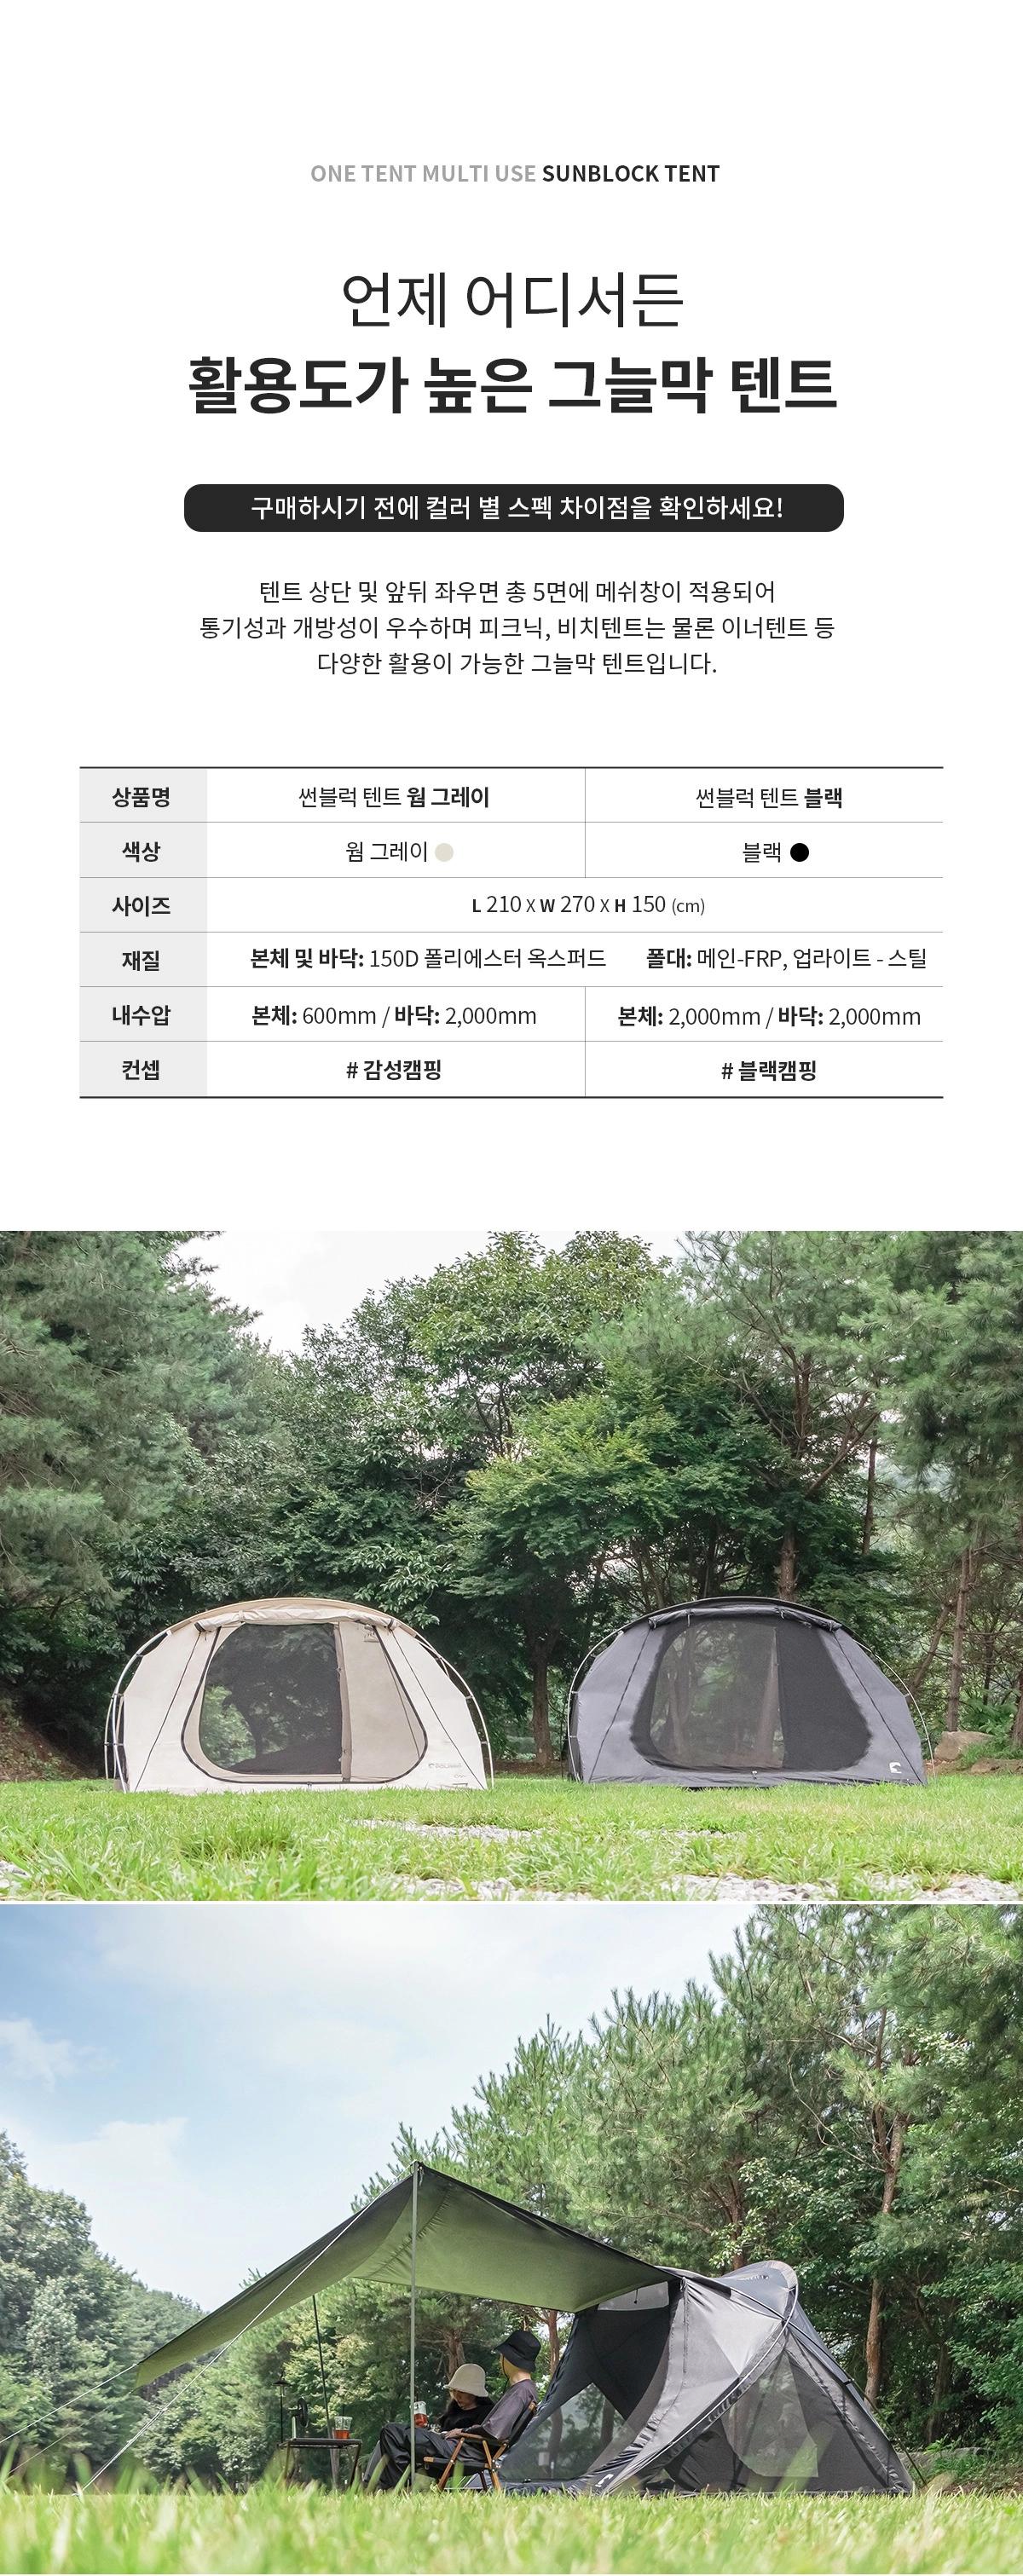 ONE TENT MULTI USE SUNBLOCK TENT
언제 어디서든
활용도가 높은 그늘막 텐트
구매하시기 전에 컬러 별 스펙 차이점을 확인하세요!
텐트 상단 및 앞뒤 좌우면 총 5면에 메쉬창이 적용되어
통기성과 개방성이 우수하며 피크닉, 비치텐트는 물론 이너텐트 등
다양한 활용이 가능한 그늘막 텐트입니다.
상품명 썬블럭 텐트 웜 그레이 썬블럭 텐트 블랙
색상 웜 그레이 블랙
사이즈 L 210 X W 270 X H 150 (cm)
재질 본체 및 바닥: 150D 폴리에스터 옥스퍼드 폴대: 메인-FRP, 업라이트 - 스틸
내수압 본체: 600mm / 바닥: 2,000mm 본체: 2,000mm / 바닥: 2,000mm
컨셉 # 감성캠핑 # 블랙캠핑